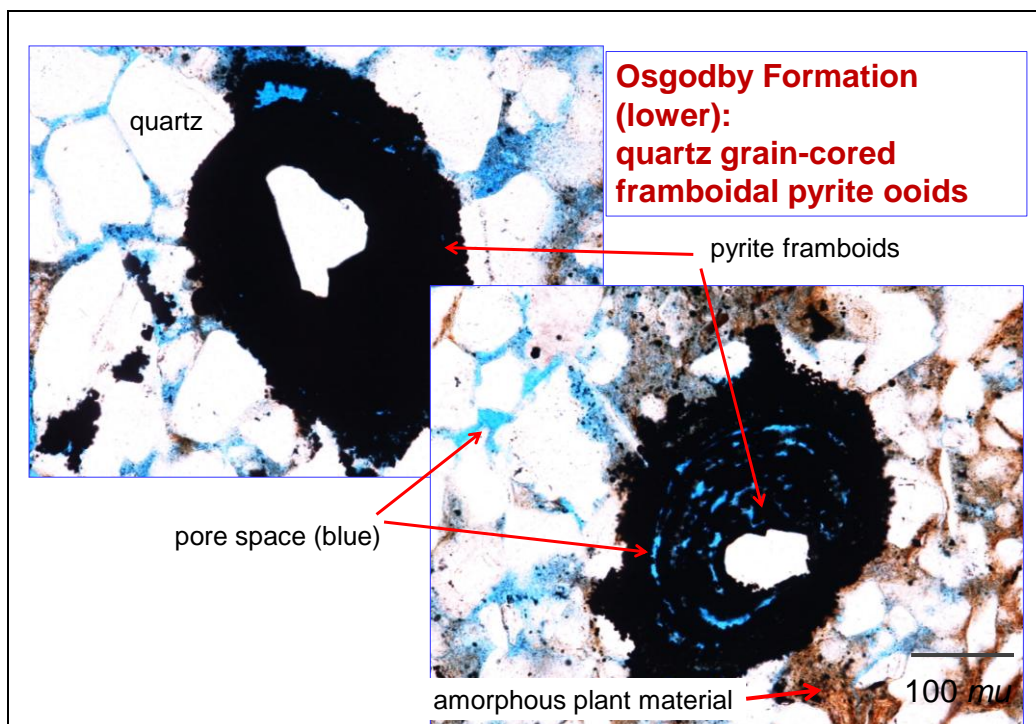 Osgodby Formation
(lower):
quartz grain-cored
framboidal pyrite ooids
quartz
pyrite framboids
pore space (blue)
amorphous plant material
100 mu